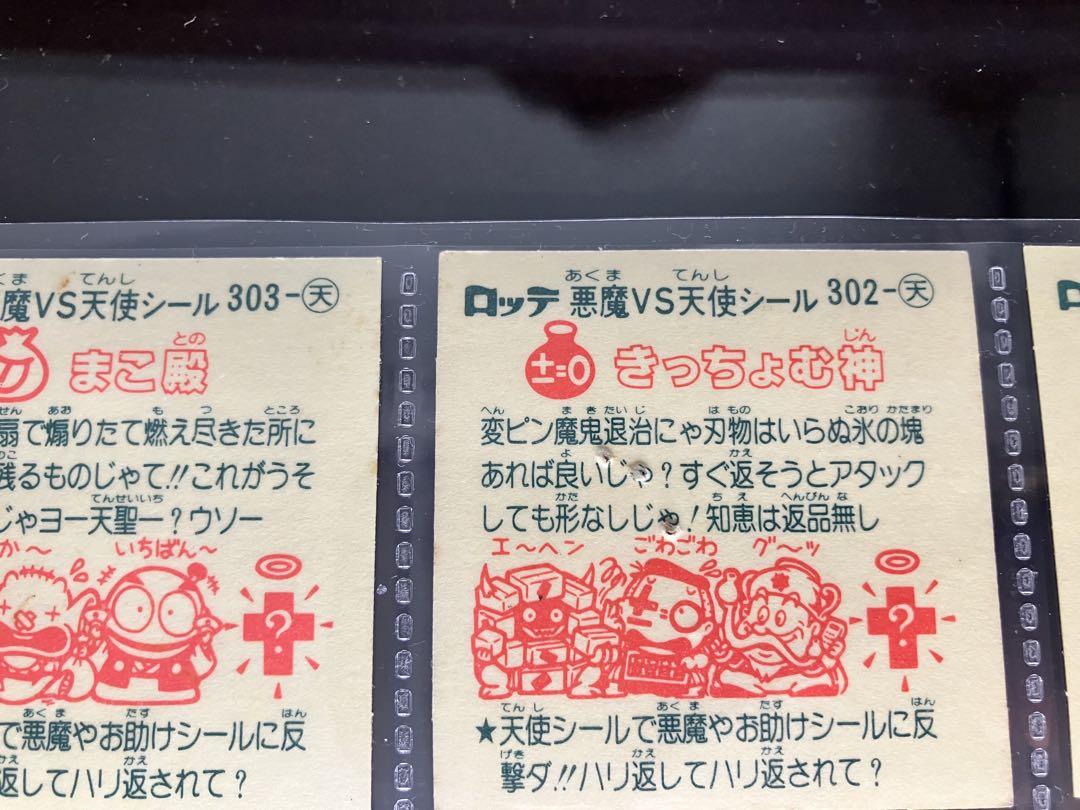 魔VS天使シール 303-天
まこ殿
扇で煽りたて燃え尽きた所に
残るものじゃて!!これがうそ
じゃヨー天聖一?ウソー
か〜 いちばん〜
?
で悪魔やお助けシールに反
返してハリ返されて?
ロッテ 悪魔VS天使シール 302-天
±=0 きっちょむ神
変ピン魔鬼退治にゃ刃物はいらぬ氷の塊
あれば良いじゃ?すぐ返そうとアタック
しても形なしじゃ!知恵は返品無し
エ〜ヘン ごわごわ グ〜ッ
?
★天使シールで悪魔やお助けシールに反
撃ダ!!ハリ返してハリ返されて?